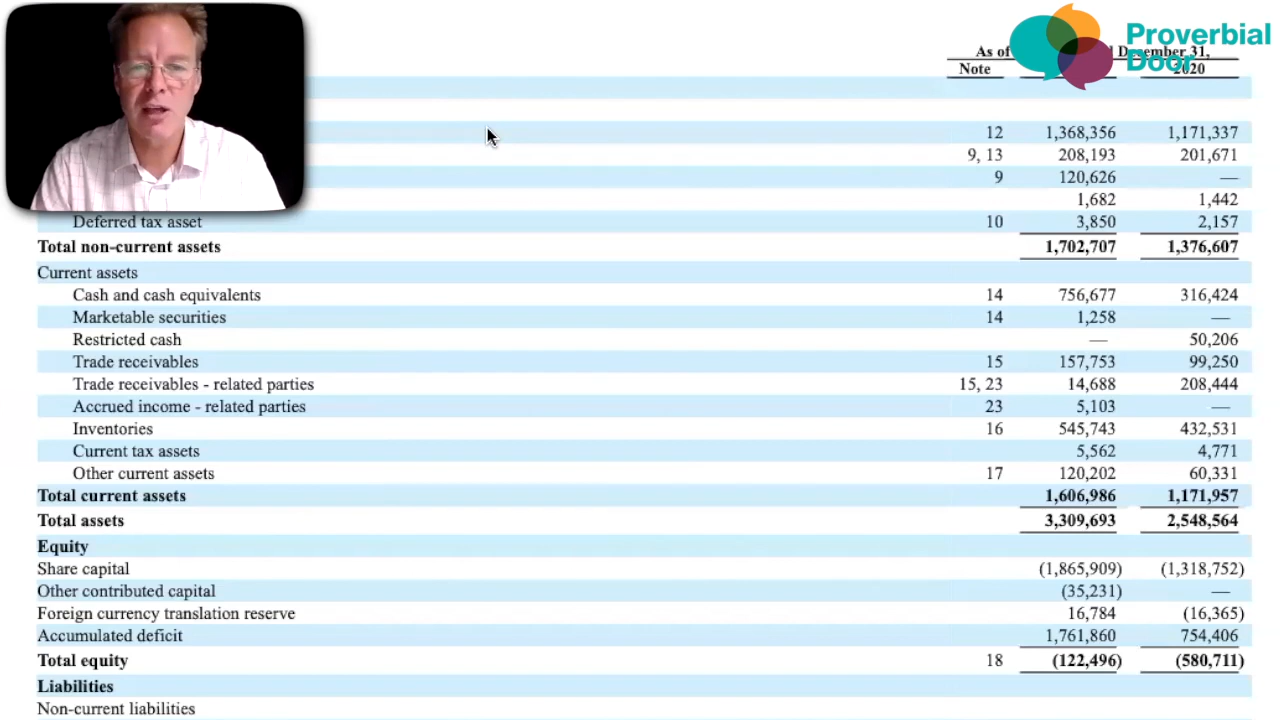 Proverbial
Door
As of December 31,
Note 2020
12 1,368,356 1,171,337
9, 13 208,193 201,671
9 120,626 —
1,682 1,442
Deferred tax asset 10 3,850 2,157
Total non-current assets 1,702,707 1,376,607
Current assets
Cash and cash equivalents 14 756,677 316,424
Marketable securities 14 1,258 —
Restricted cash — 50,206
Trade receivables 15 157,753 99,250
Trade receivables - related parties 15, 23 14,688 208,444
Accrued income - related parties 23 5,103 —
Inventories 16 545,743 432,531
Current tax assets 5,562 4,771
Other current assets 17 120,202 60,331
Total current assets 1,606,986 1,171,957
Total assets 3,309,693 2,548,564
Equity
Share capital (1,865,909) (1,318,752)
Other contributed capital (35,231) —
Foreign currency translation reserve 16,784 (16,365)
Accumulated deficit 1,761,860 754,406
Total equity 18 (122,496) (580,711)
Liabilities
Non-current liabilities